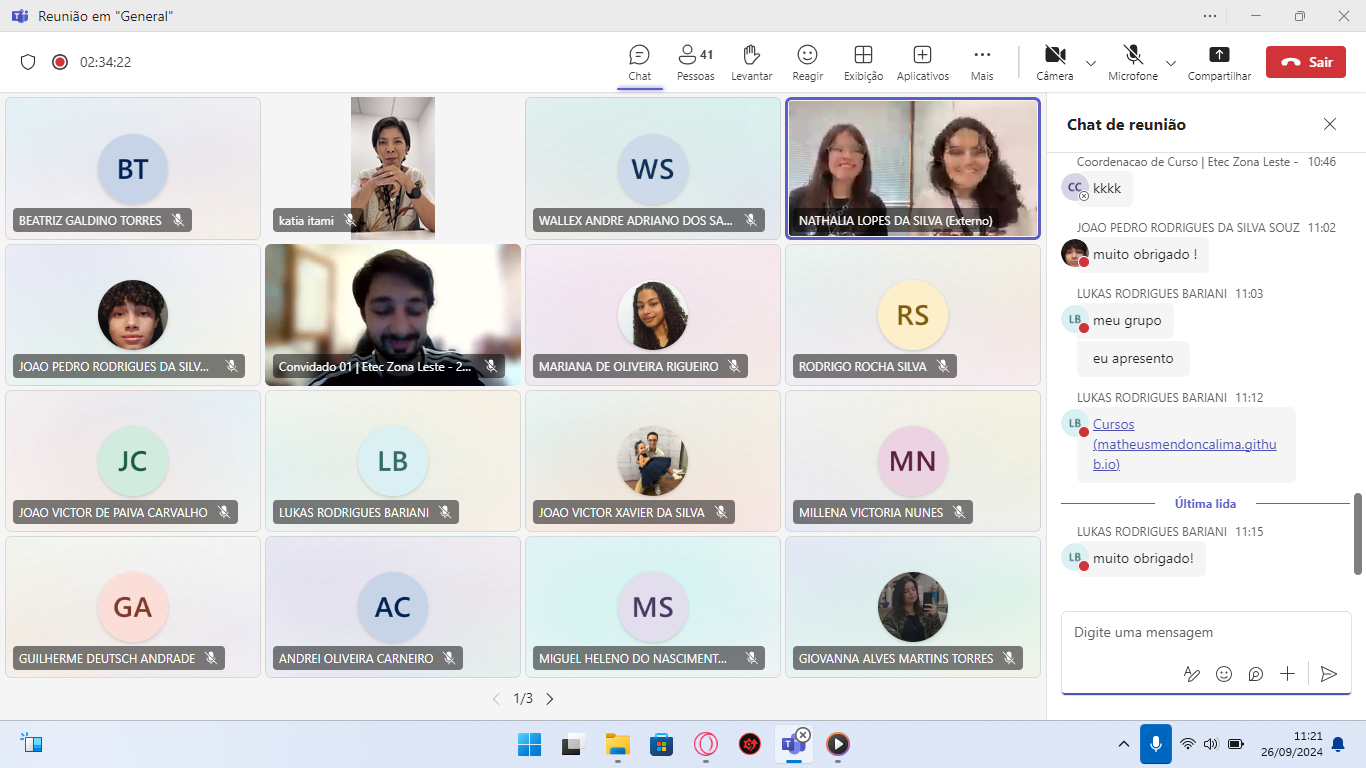 Reunião em "General"
02:34:22
Chat
41
Pessoas
Levantar
Reagir
Exibição
Aplicativos
Mais
Câmera
Microfone
Compartilhar
Sair
BT
BEATRIZ GALDINO TORRES
katia itami
WS
WALLEX ANDRE ADRIANO DOS SA...
NATHALIA LOPES DA SILVA (Externo)
JOAO PEDRO RODRIGUES DA SILV...
Convidado 01 | Etec Zona Leste - 2...
MARIANA DE OLIVEIRA RIGUEIRO
RS
RODRIGO ROCHA SILVA
JC
JOAO VICTOR DE PAIVA CARVALHO
LB
LUKAS RODRIGUES BARIANI
JOAO VICTOR XAVIER DA SILVA
MN
MILLENA VICTORIA NUNES
GA
GUILHERME DEUTSCH ANDRADE
AC
ANDREI OLIVEIRA CARNEIRO
MS
MIGUEL HELENO DO NASCIMENT...
GIOVANNA ALVES MARTINS TORRES
1/3
Chat de reunião
Coordenacao de Curso | Etec Zona Leste - 10:46
CC
kkkk
JOAO PEDRO RODRIGUES DA SILVA SOUZ 11:02
muito obrigado !
LUKAS RODRIGUES BARIANI 11:03
LB
meu grupo
eu apresento
LUKAS RODRIGUES BARIANI 11:12
LB
Cursos
(matheusmendoncalima.githu
b.io)
Última lida
LUKAS RODRIGUES BARIANI 11:15
LB
muito obrigado!
Digite uma mensagem
11:21
26/09/2024